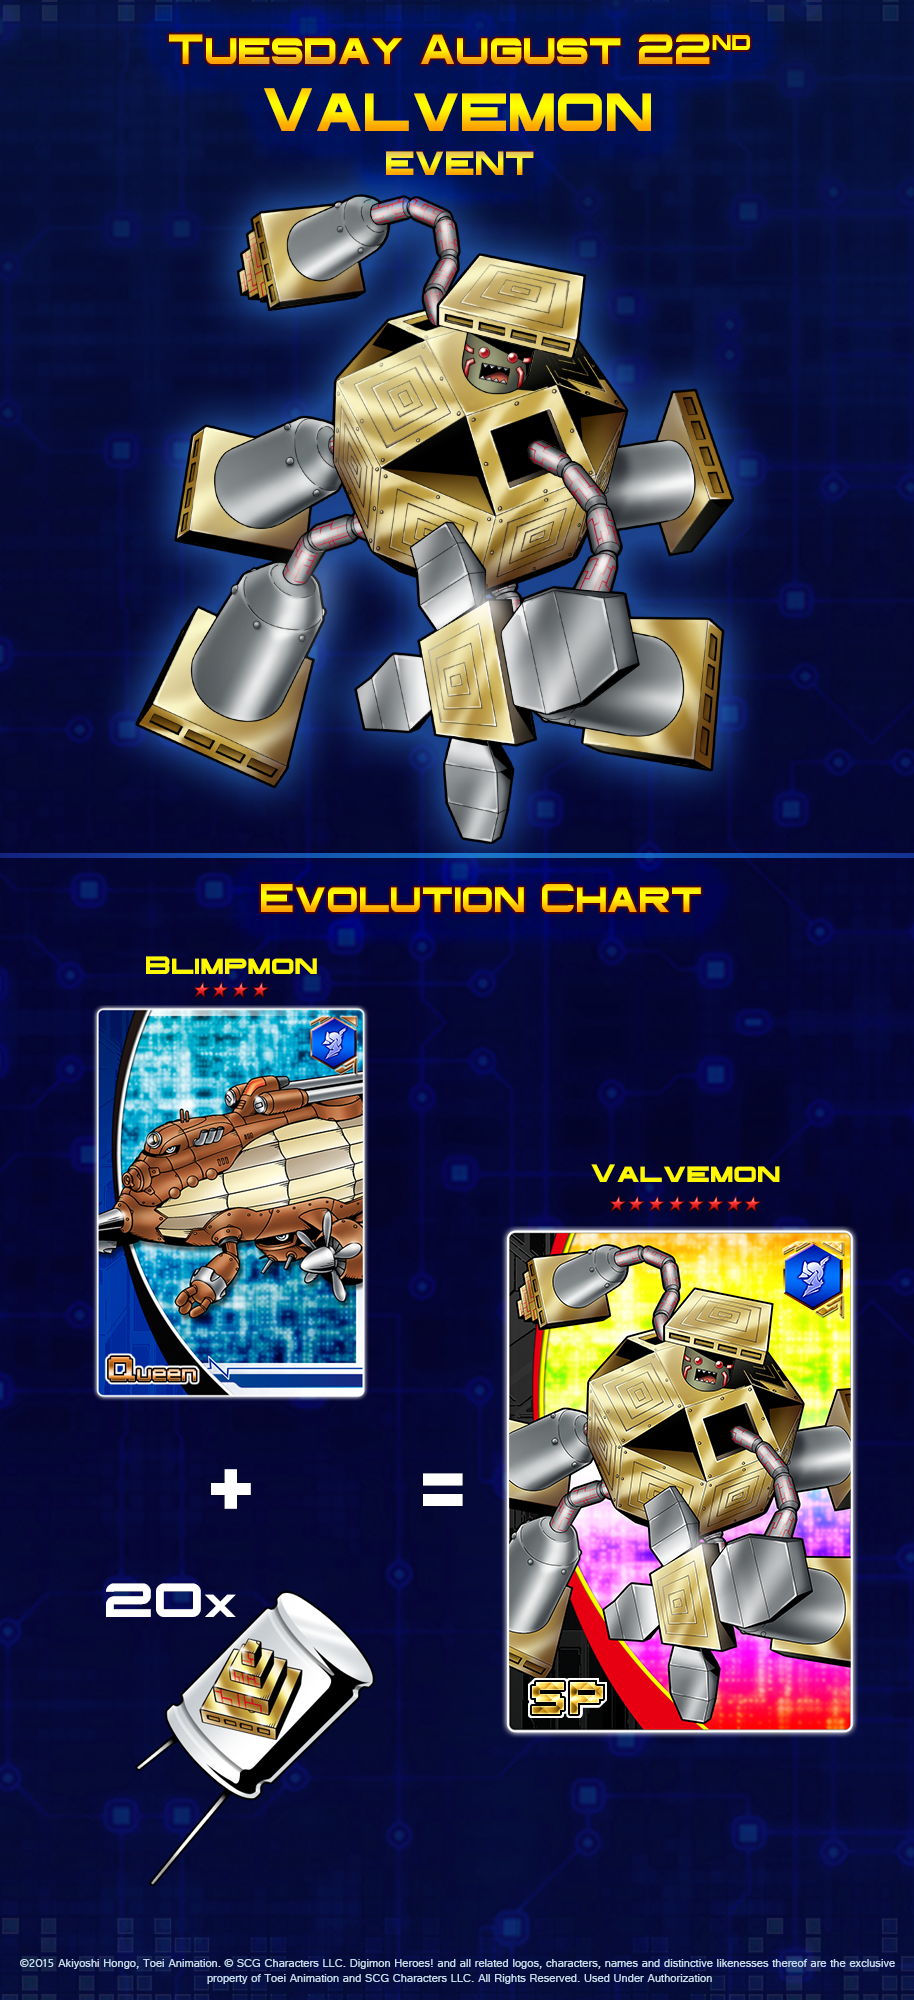 Tuesday August 22nd
Valvemon
Event
Evolution Chart
Blimpmon
Valvemon
Queen
SP
+ =
20x
©2015 Akiyoshi Hongo, Toei Animation. © SCG Characters LLC. Digimon Heroes! and all related logos, characters, names and distinctive likenesses thereof are the exclusive
property of Toei Animation and SCG Characters LLC. All Rights Reserved. Used Under Authorization